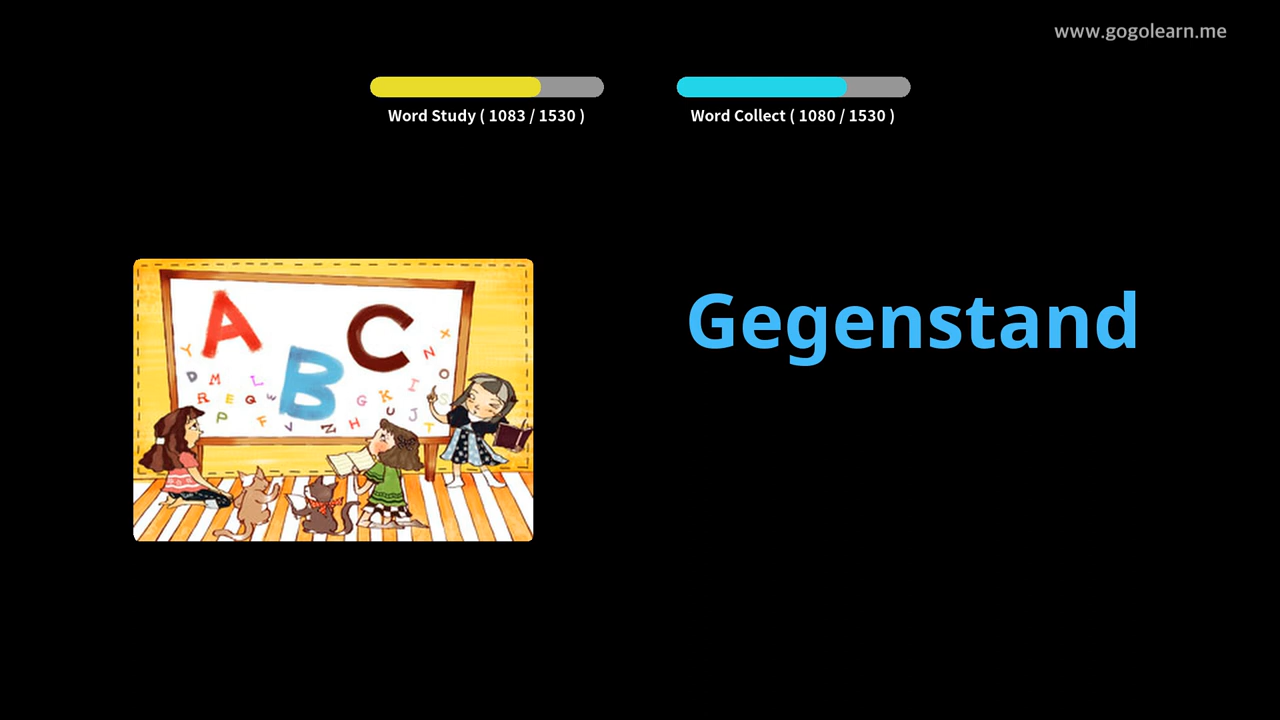 www.gogolearn.me
Word Study ( 1083 / 1530 )
Word Collect ( 1080 / 1530 )
Gegenstand
A
C
B
X
Y
N
D M L O
I
R E Q W G K S
P U J
F V Z H T